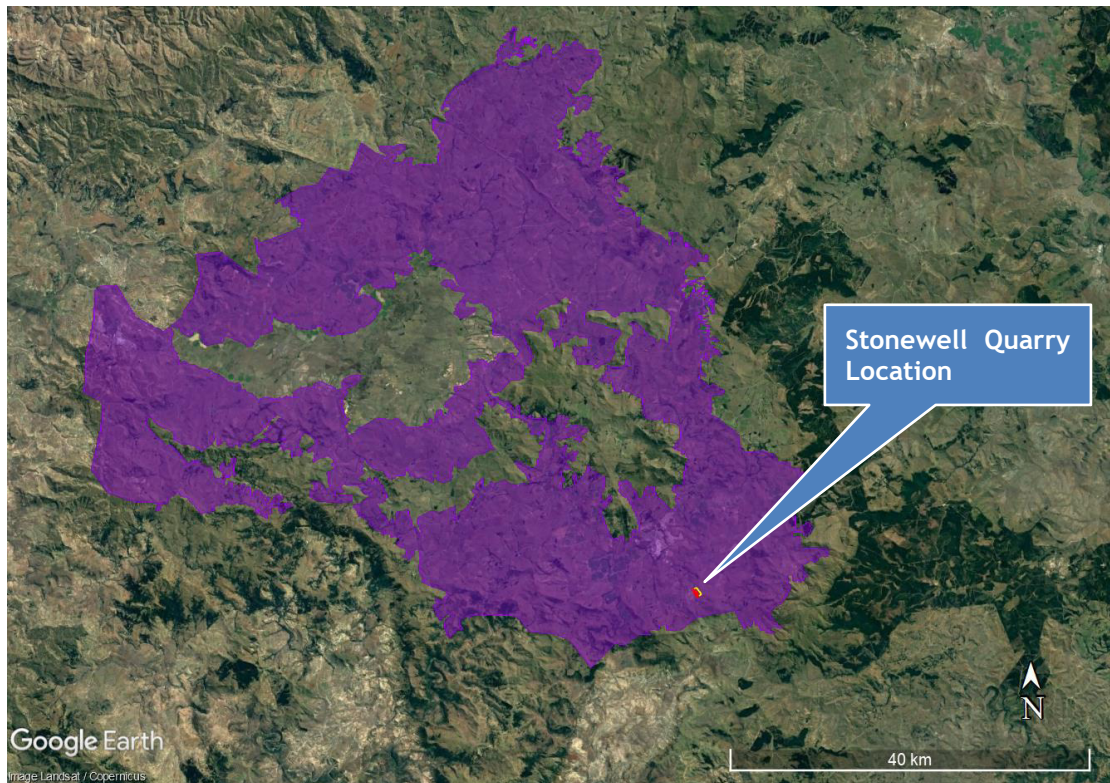 Stonewell Quarry
Location
N
40 km
Google Earth
Image Landsat / Copernicus